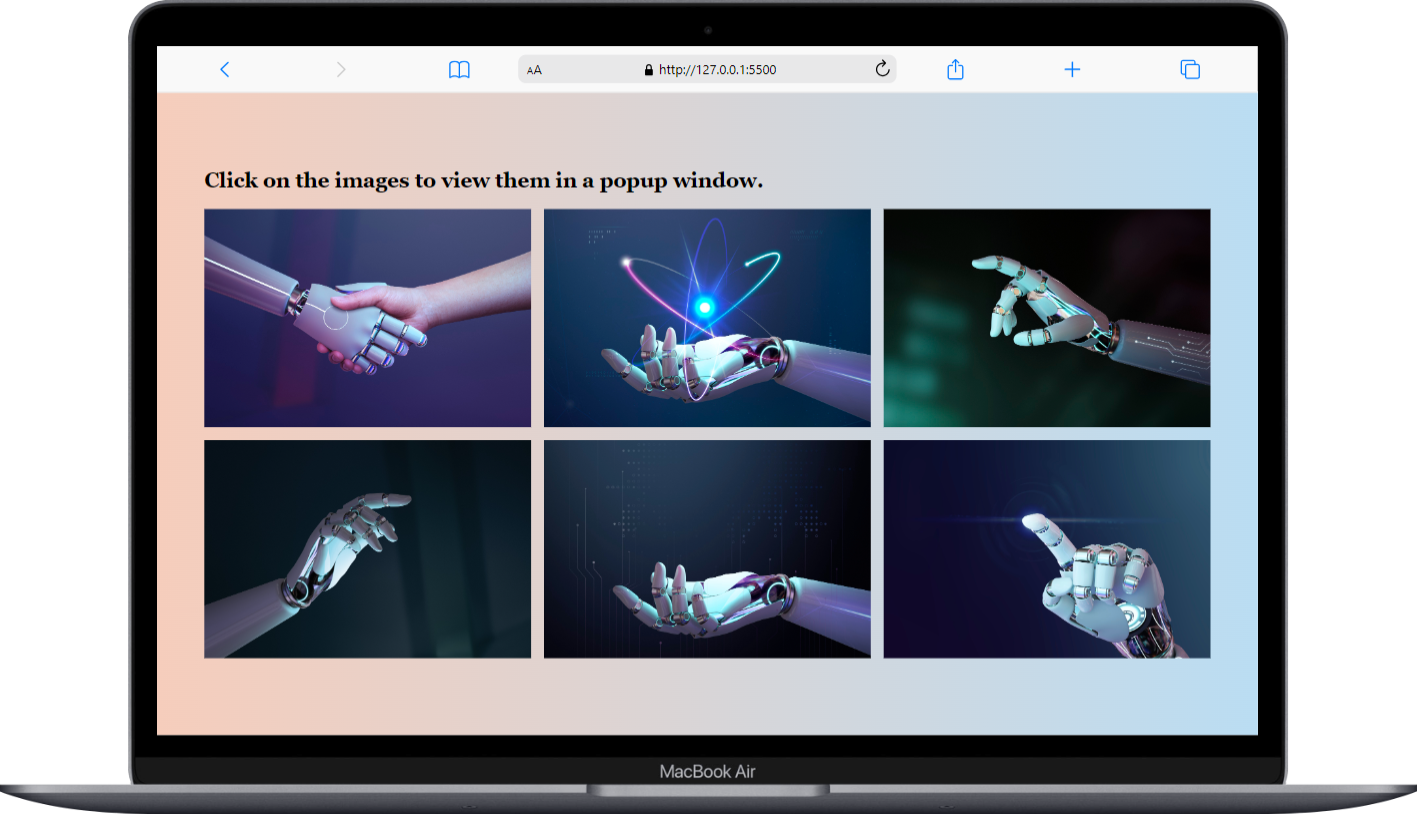 AA
http://127.0.0.1:5500
Click on the images to view them in a popup window.
MacBook Air